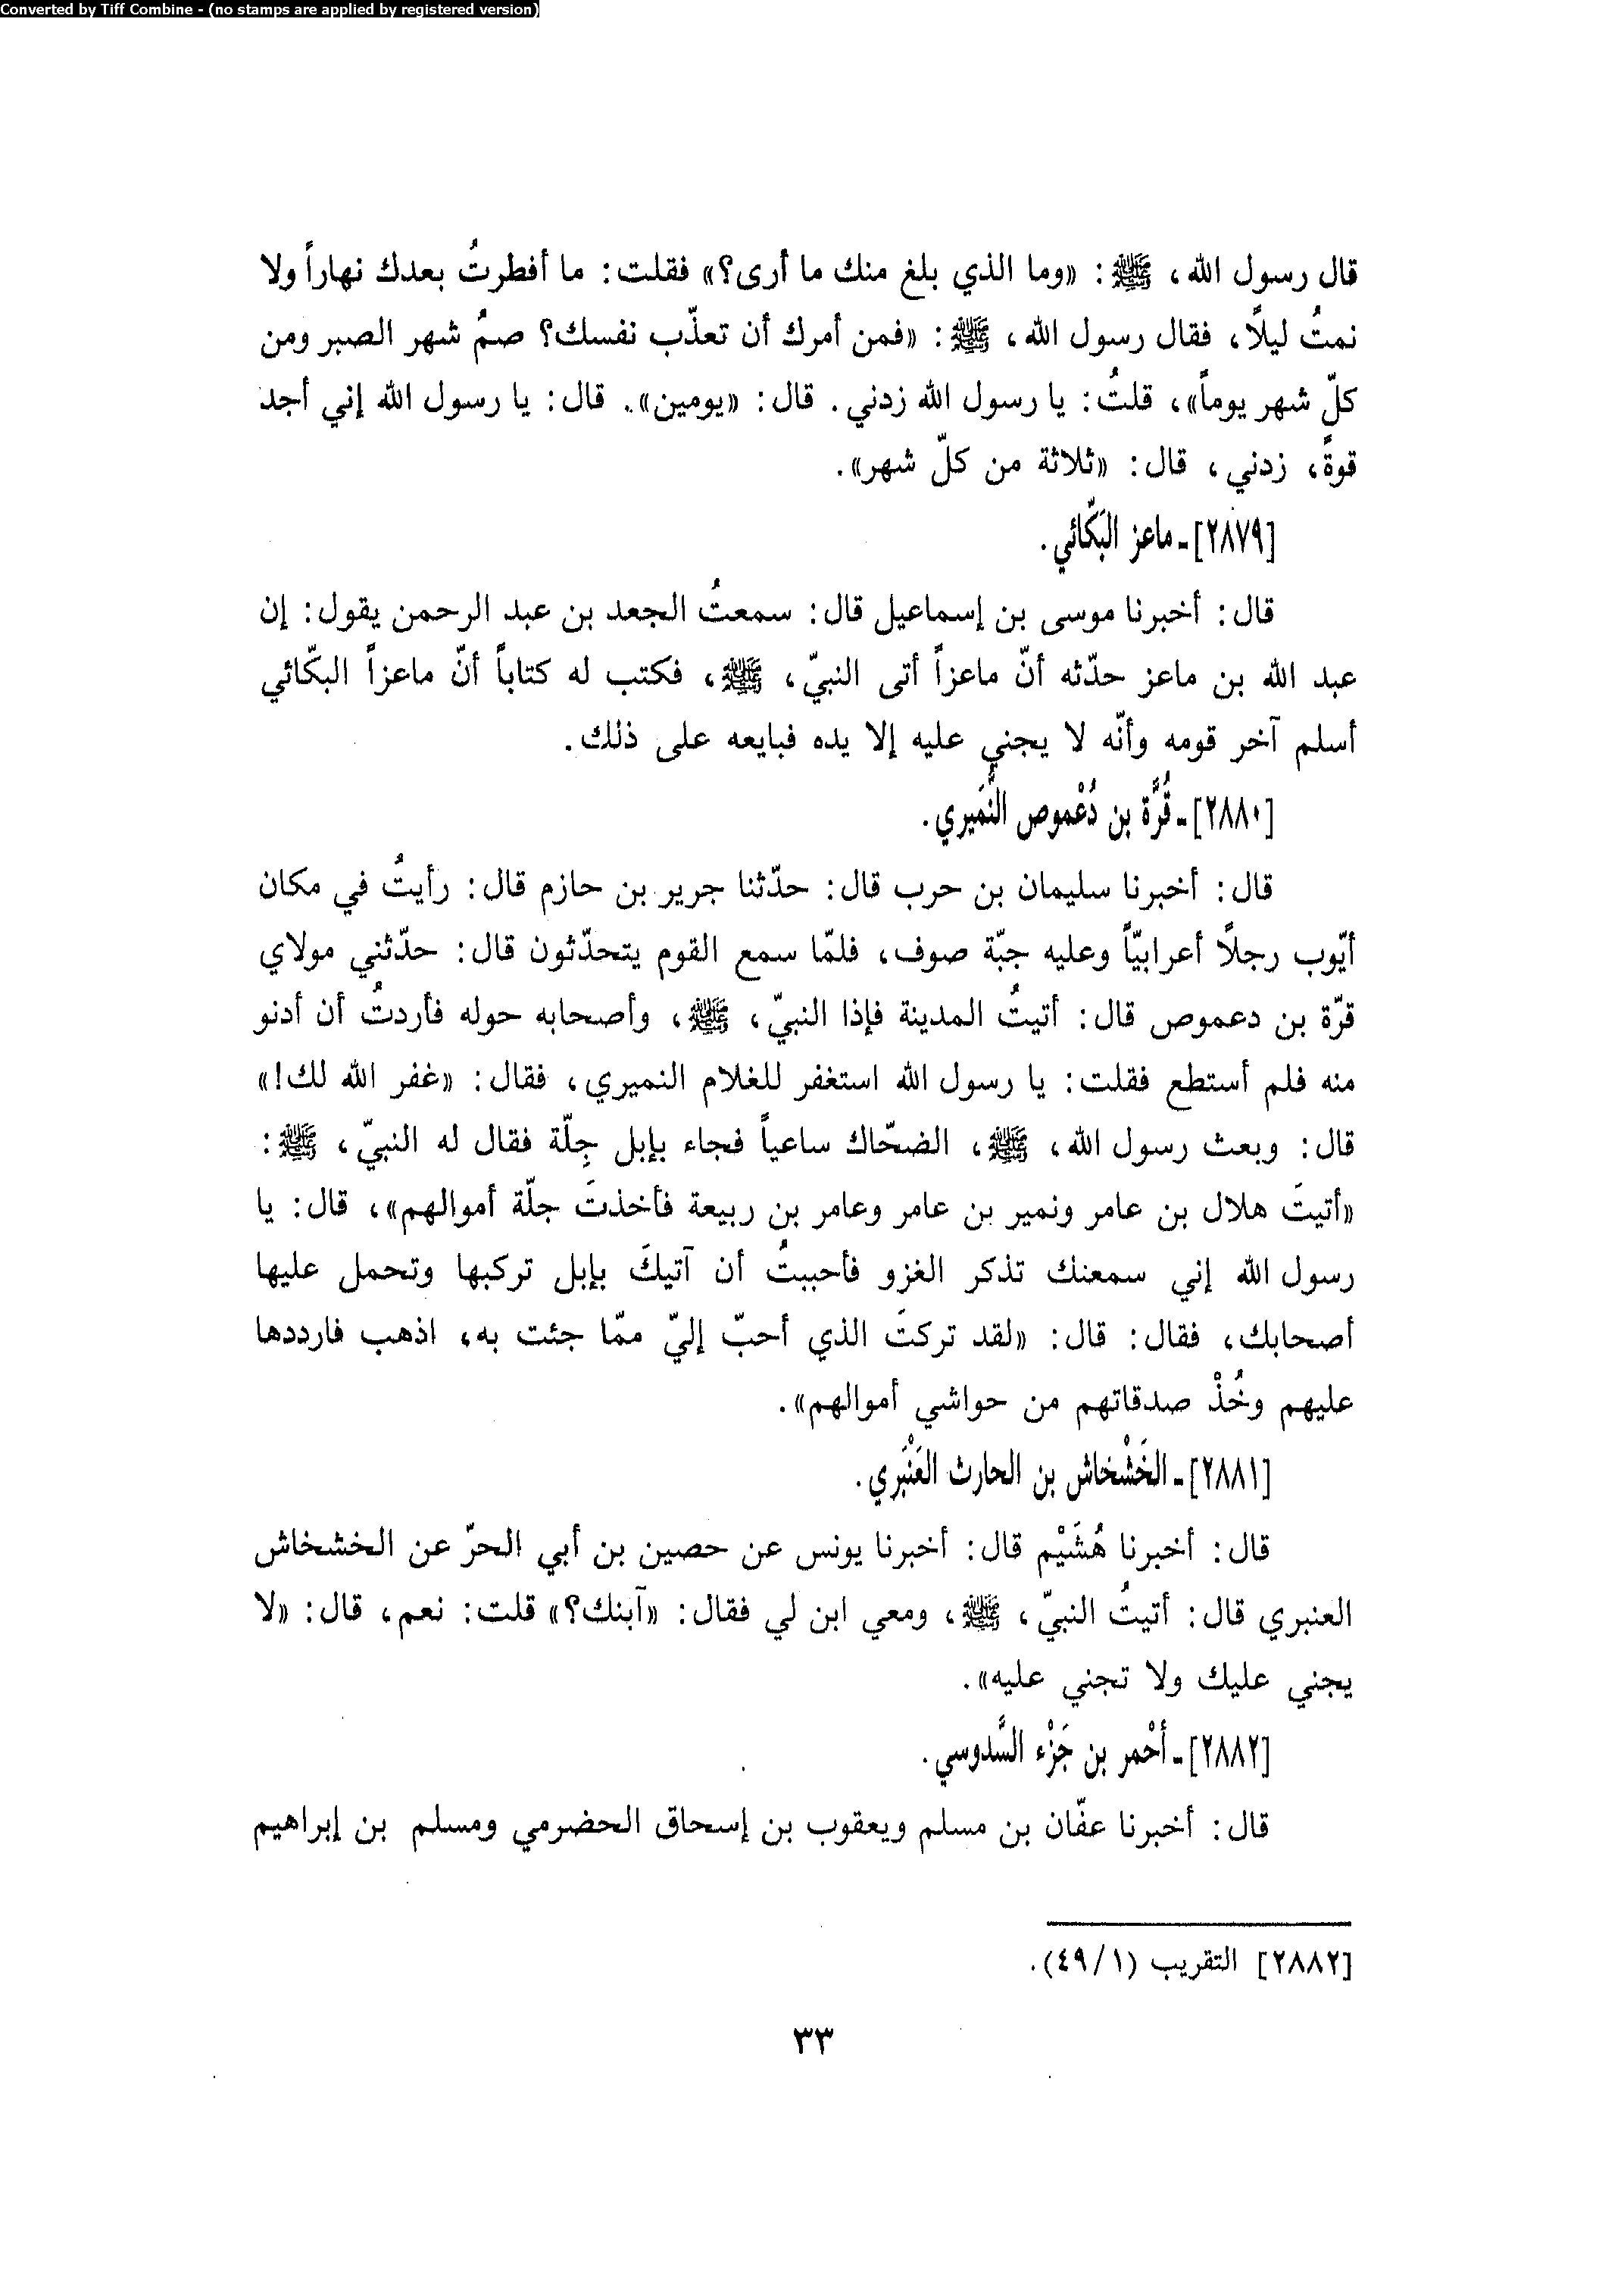 Converted by Tiff Combine - (no stamps are applied by registered version)
قال رسول الله، ﷺ: «وما الذي بلغ منك ما أرى؟» فقلت: ما أفطرتُ بعدك نهاراً ولا
نمتُ ليلًا، فقال رسول الله، ﷺ: «فمن أمرك أن تعذّب نفسك؟ صمُ شهر الصبر ومن
كلّ شهر يوماً»، قلتُ: يا رسول الله زدني. قال: «يومين». قال: يا رسول الله إني أجد
قوةً، زدني، قال: «ثلاثة من كلّ شهر».
[٢٨٧٩] - ماعز البَكّائي.
قال: أخبرنا موسى بن إسماعيل قال: سمعتُ الجعد بن عبد الرحمن يقول: إن
عبد الله بن ماعز حدّثه أنّ ماعزاً أتى النبيّ، ﷺ، فكتب له كتاباً أنّ ماعزاً البكّائي
أسلم آخر قومه وأنّه لا يجني عليه إلا يده فبايعه على ذلك.
[٢٨٨٠] - قُرَّة بن دُعْموص النُّمَيري.
قال: أخبرنا سليمان بن حرب قال: حدّثنا جرير بن حازم قال: رأيتُ في مكان
أيّوب رجلًا أعرابيّاً وعليه جبّة صوف، فلمّا سمع القوم يتحدّثون قال: حدّثني مولاي
قرّة بن دعموص قال: أتيتُ المدينة فإذا النبيّ، ﷺ، وأصحابه حوله فأردتُ أن أدنو
منه فلم أستطع فقلت: يا رسول الله استغفر للغلام النميري، فقال: «غفر الله لك!»
قال: وبعث رسول الله، ﷺ، الضحّاك ساعياً فجاء بإبل جِلّة فقال له النبيّ، ﷺ:
«أتيتَ هلال بن عامر ونمير بن عامر وعامر بن ربيعة فأخذتَ جلّة أموالهم»، قال: يا
رسول الله إني سمعنك تذكر الغزو فأحببتُ أن آتيكَ بإبل تركبها وتحمل عليها
أصحابك، فقال: قال: «لقد تركتَ الذي أحبّ إليّ ممّا جئت به، اذهب فارددها
عليهم وخُذْ صدقاتهم من حواشي أموالهم».
[٢٨٨١] - الخَشْخاش بن الحارث العَنْبَري.
قال: أخبرنا هُشَيْم قال: أخبرنا يونس عن حصين بن أبي الحرّ عن الخشخاش
العنبري قال: أتيتُ النبيّ، ﷺ، ومعي ابن لي فقال: «آبنك؟» قلت: نعم، قال: «لا
يجني عليك ولا تجني عليه».
[٢٨٨٢] - أحْمر بن جَزْء السَّدوسي.
قال: أخبرنا عفّان بن مسلم ويعقوب بن إسحاق الحضرمي ومسلم بن إبراهيم
[٢٨٨٢] التقريب (٤٩/١).
٣٣